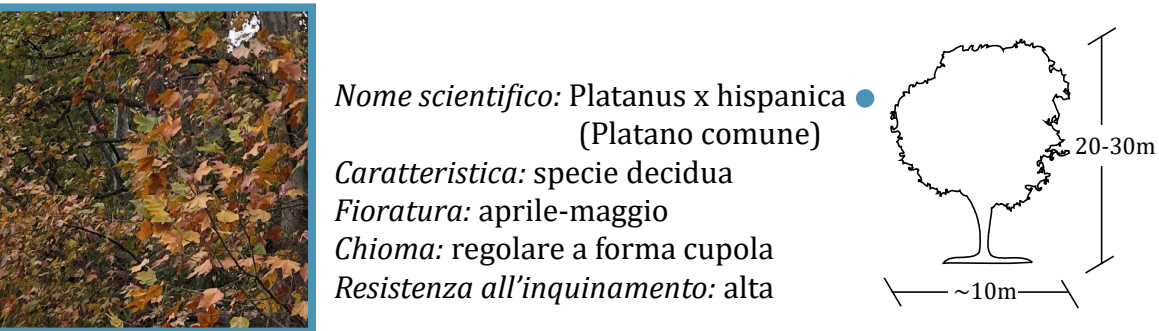 Nome scientifico: Platanus x hispanica
(Platano comune)
Caratteristica: specie decidua
Fioratura: aprile-maggio
Chioma: regolare a forma cupola
Resistenza all'inquinamento: alta
20-30m
~10m